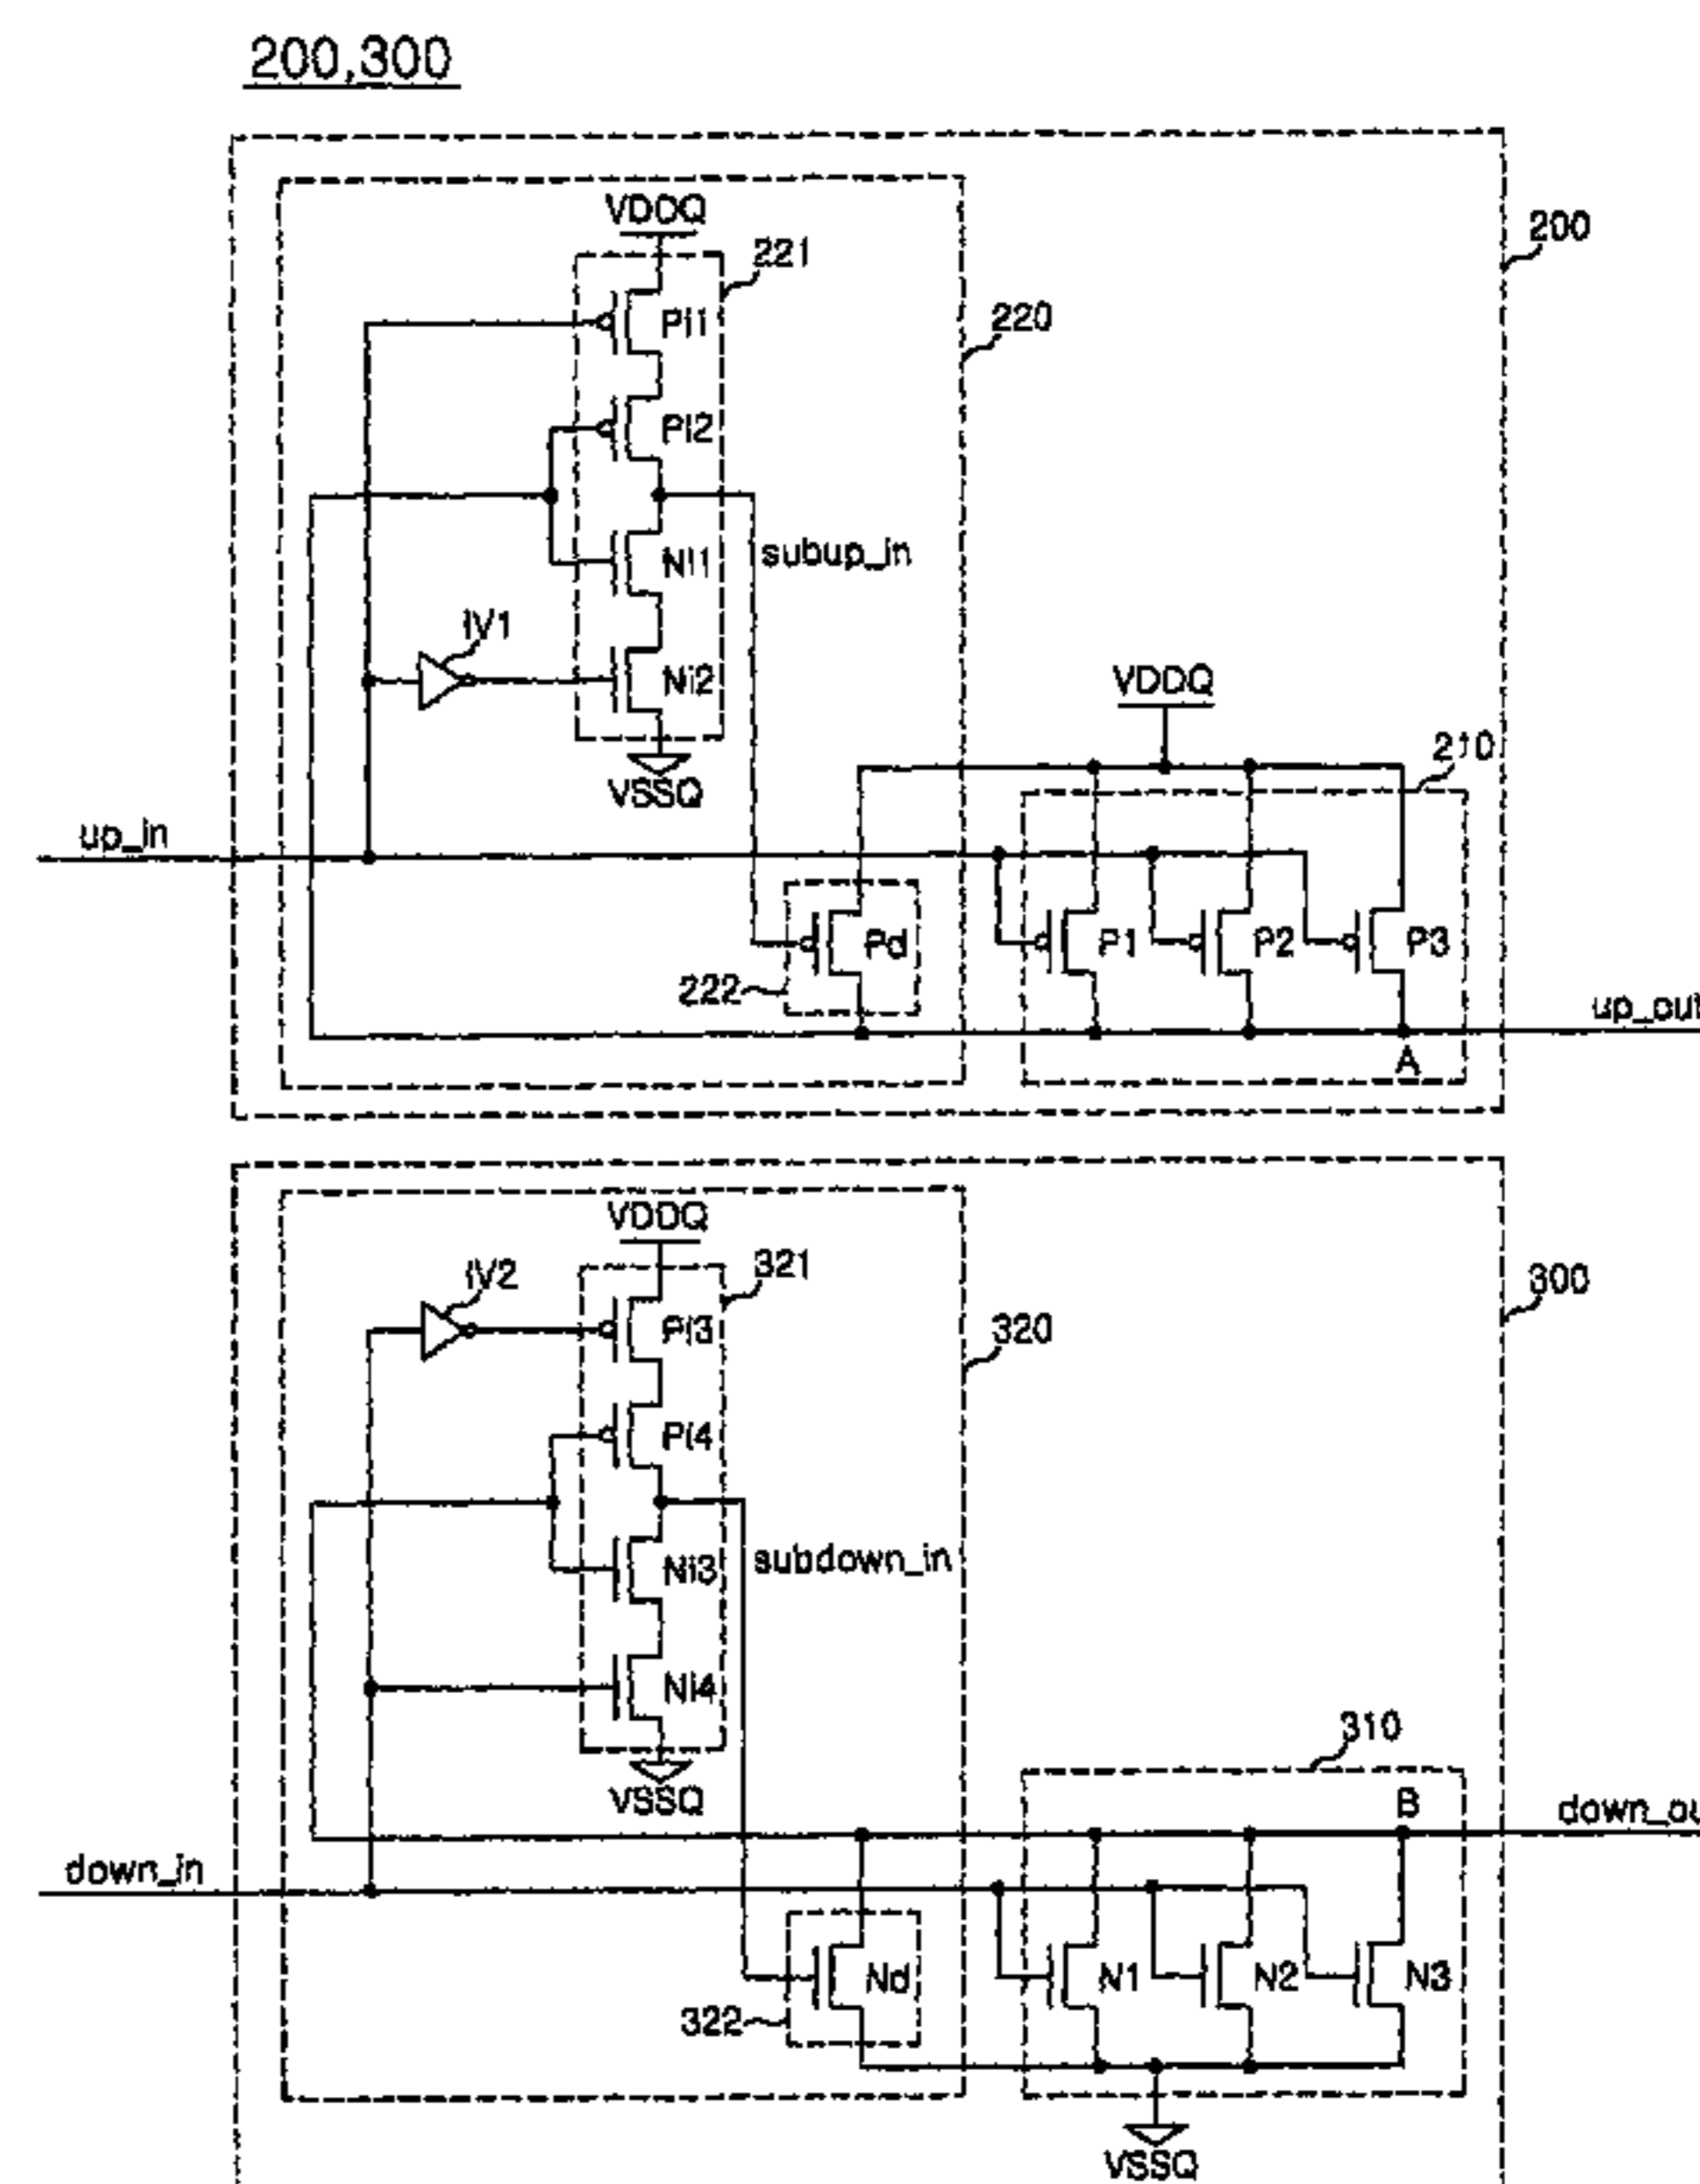 200,300
VDDQ
221
200
Pi1
220
Pi2
Ni1
subup_in
IV1
Ni2
VDDQ
VSSQ
210
up_in
Pd
P1
P2
P3
222
up_out
A
VDDQ
IV2
321
300
Pi3
320
Pi4
subdown_in
Ni3
Ni4
310
VSSQ
B
down_ou
down_in
Nd
N1
N2
N3
322
VSSQ